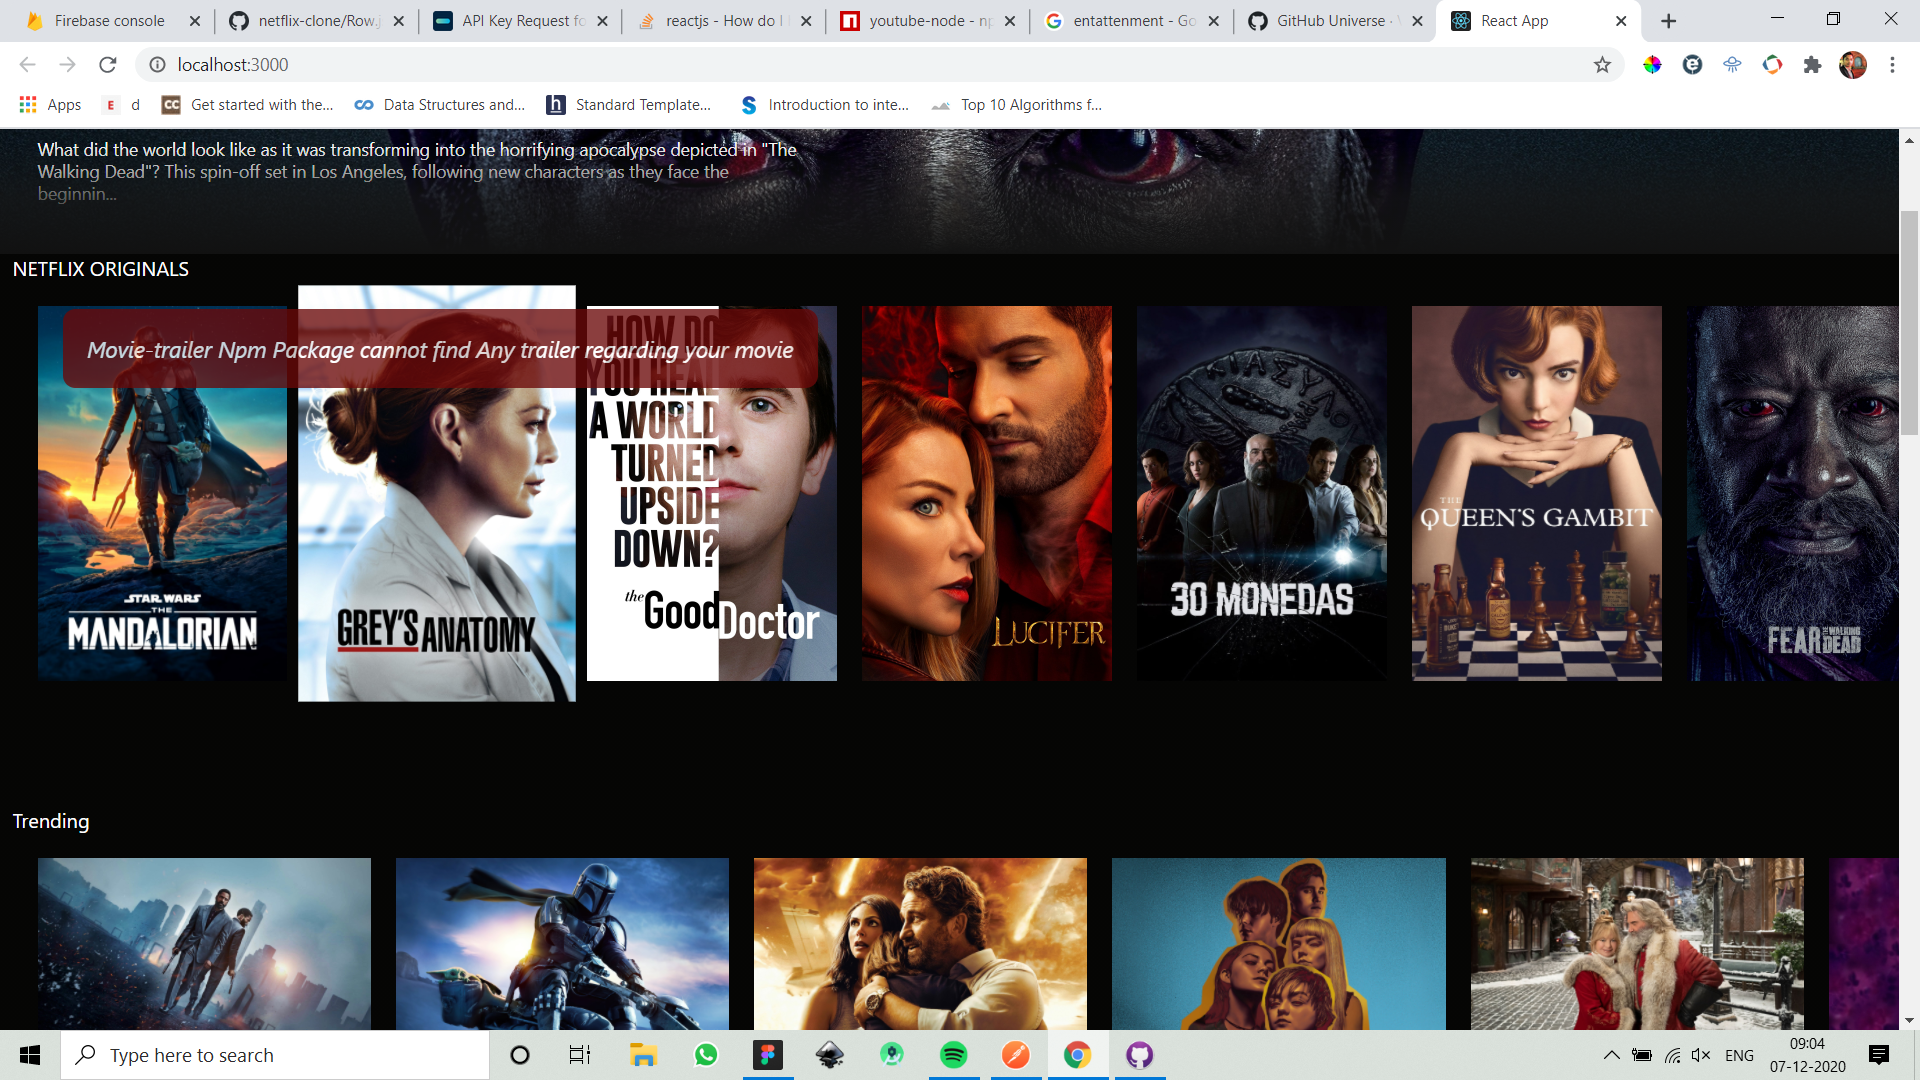 Firebase console
netflix-clone/Row.j
API Key Request fo
reactjs - How do I
youtube-node - np
entattenment - Go
GitHub Universe ·
React App
localhost:3000
Apps
E
d
CC
Get started with the...
Data Structures and...
h
Standard Template...
S
Introduction to inte...
Top 10 Algorithms f...
What did the world look like as it was transforming into the horrifying apocalypse depicted in "The
Walking Dead"? This spin-off set in Los Angeles, following new characters as they face the
beginnin...
NETFLIX ORIGINALS
Movie-trailer Npm Package cannot find Any trailer regarding your movie
STAR WARS
THE
MANDALORIAN
GREY'S ANATOMY
HOW DO
YOU HEAL
A WORLD
TURNED
UPSIDE
DOWN?
the Good Doctor
LUCIFER
30 MONEDAS
THE
QUEEN'S GAMBIT
FEAR THE WALKING DEAD
Trending
Type here to search
ENG
09:04
07-12-2020